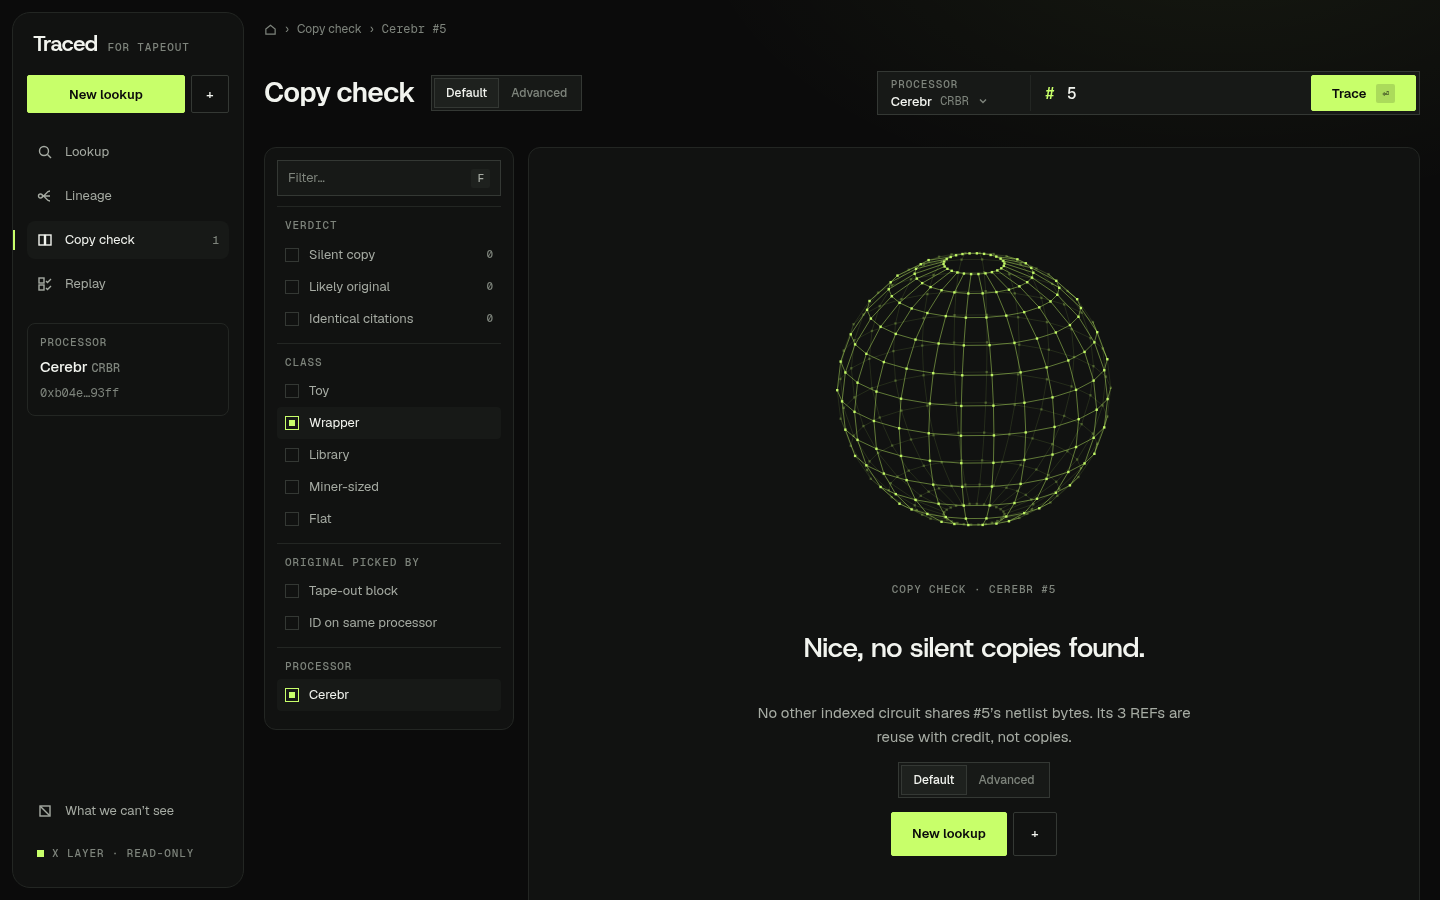 Traced FOR TAPEOUT
New lookup
+
Lookup
Lineage
Copy check 1
Replay
PROCESSOR
Cerebr CRBR
0xb04e…93ff
What we can't see
X LAYER · READ-ONLY
› Copy check › Cerebr #5
Copy check
Default Advanced
PROCESSOR
Cerebr CRBR
# 5
Trace ⏎
Filter… F
VERDICT
Silent copy 0
Likely original 0
Identical citations 0
CLASS
Toy
Wrapper
Library
Miner-sized
Flat
ORIGINAL PICKED BY
Tape-out block
ID on same processor
PROCESSOR
Cerebr
COPY CHECK · CEREBR #5
Nice, no silent copies found.
No other indexed circuit shares #5's netlist bytes. Its 3 REFs are
reuse with credit, not copies.
Default Advanced
New lookup +